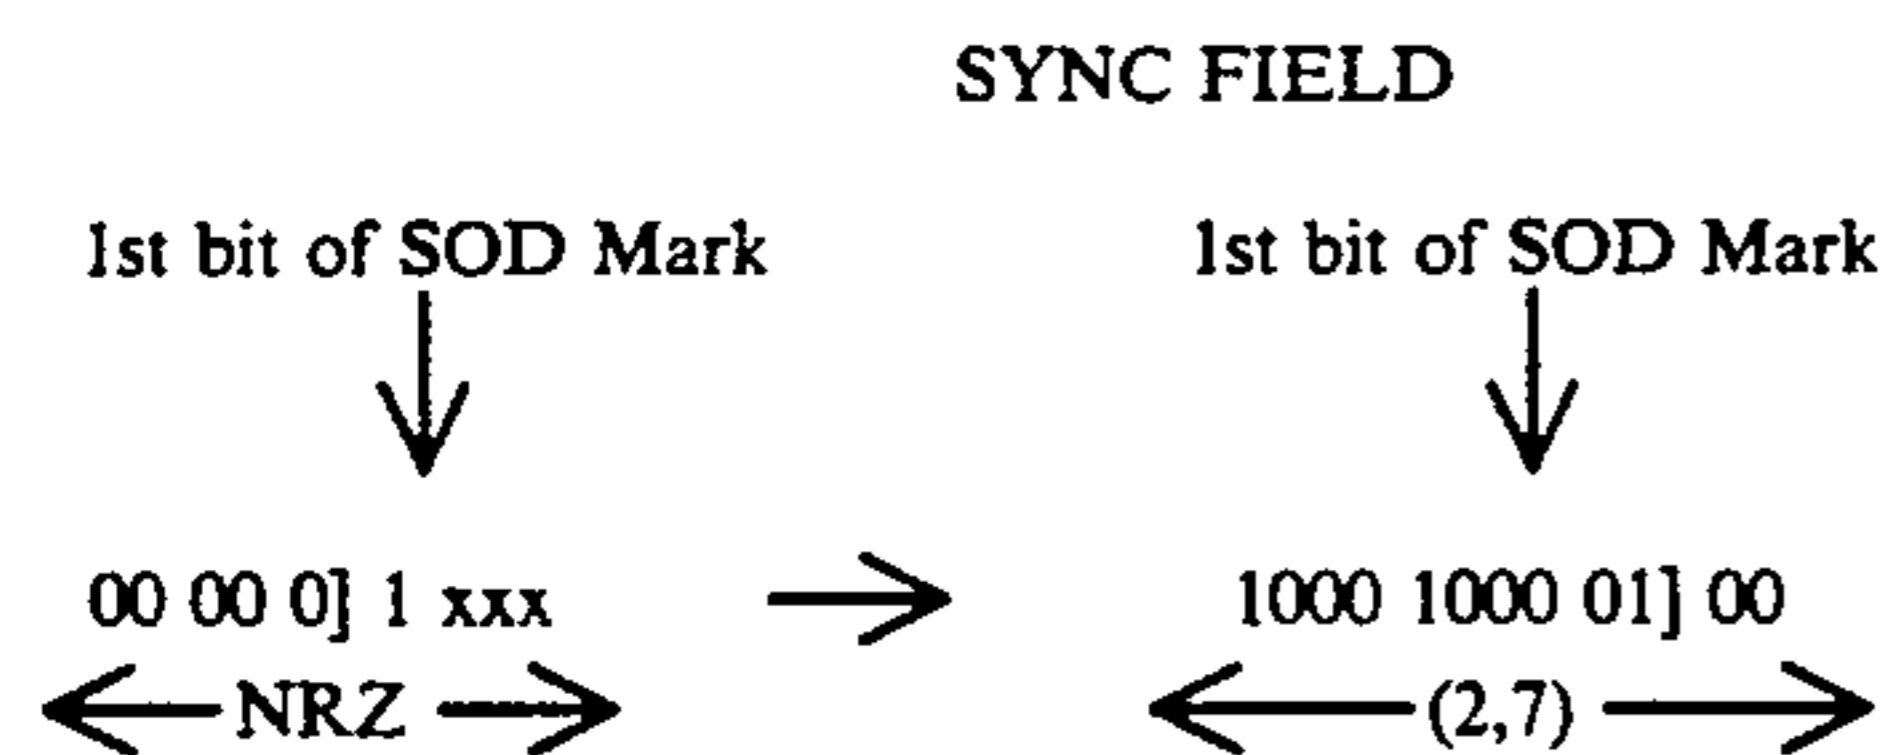 SYNC FIELD
1st bit of SOD Mark 1st bit of SOD Mark
00 00 0] 1 xxx 1000 1000 01] 00
NRZ (2,7)